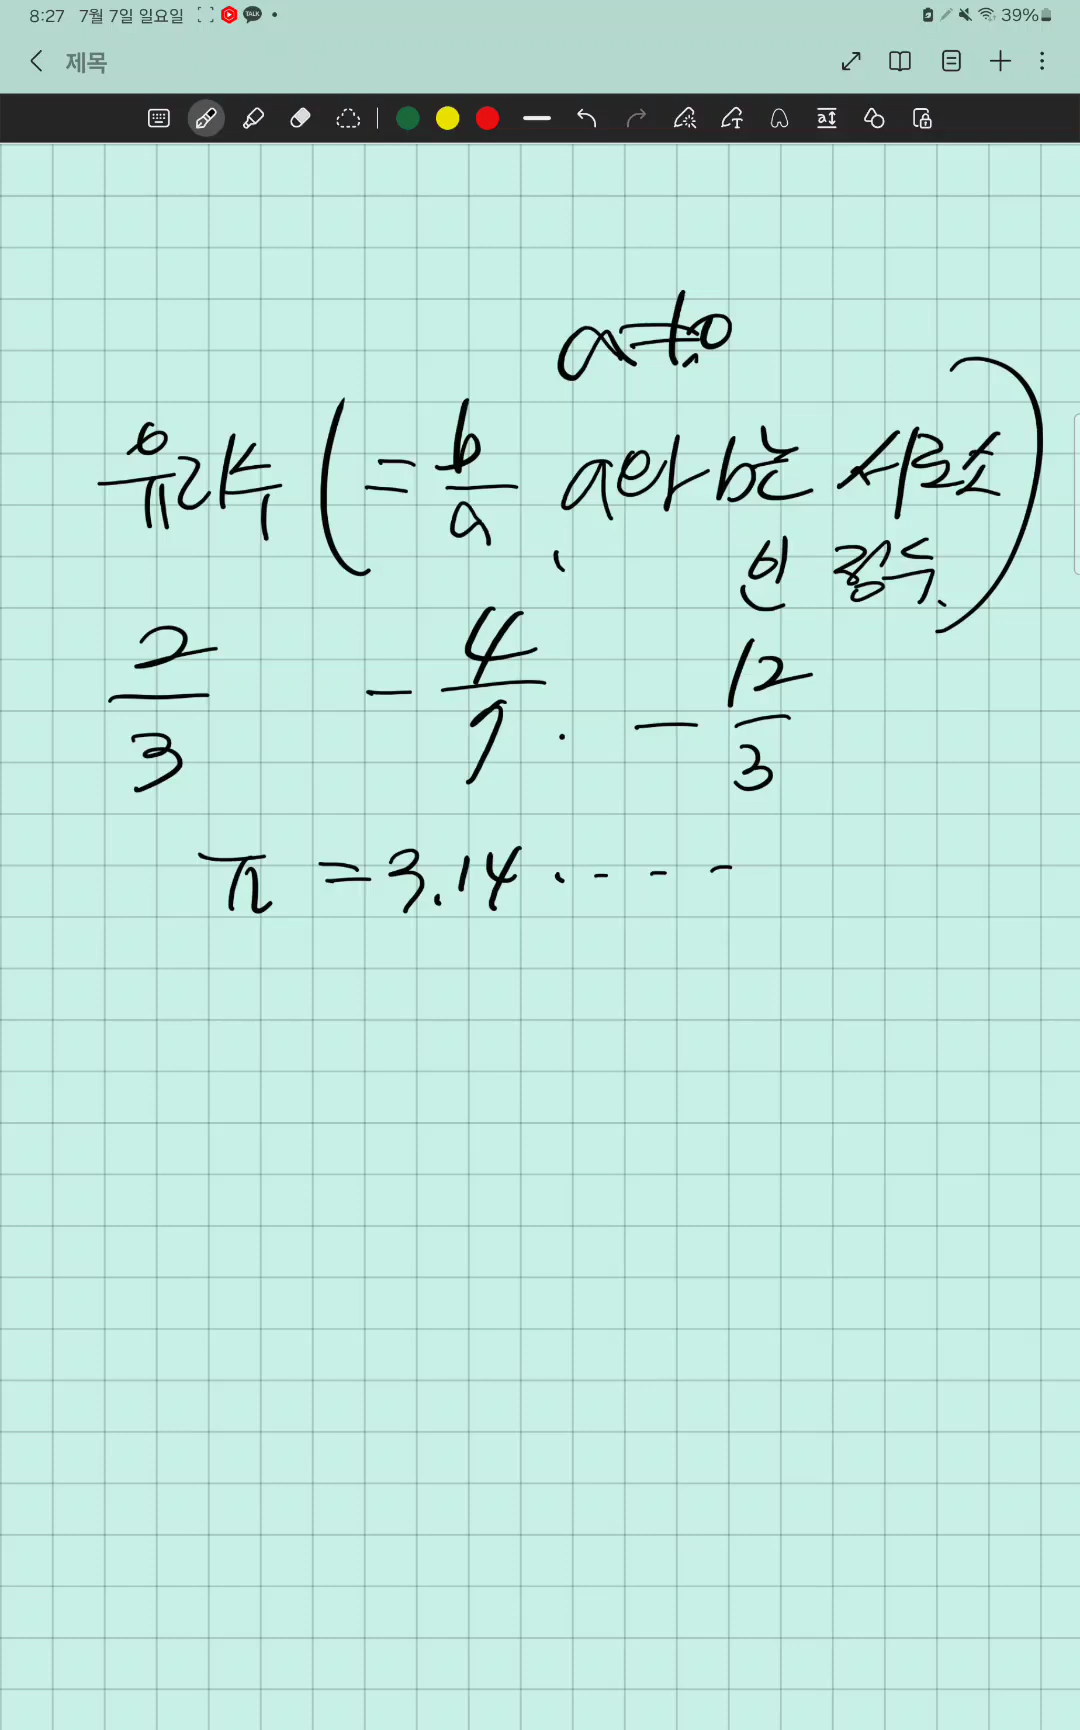 8:27 7월 7일 일요일 TALK 39%
제목
a≠0
유리수 (= b/a, a와 b는 서로소
인 정수.)
2/3 - 4/7. - 12/3
π = 3.14 ....